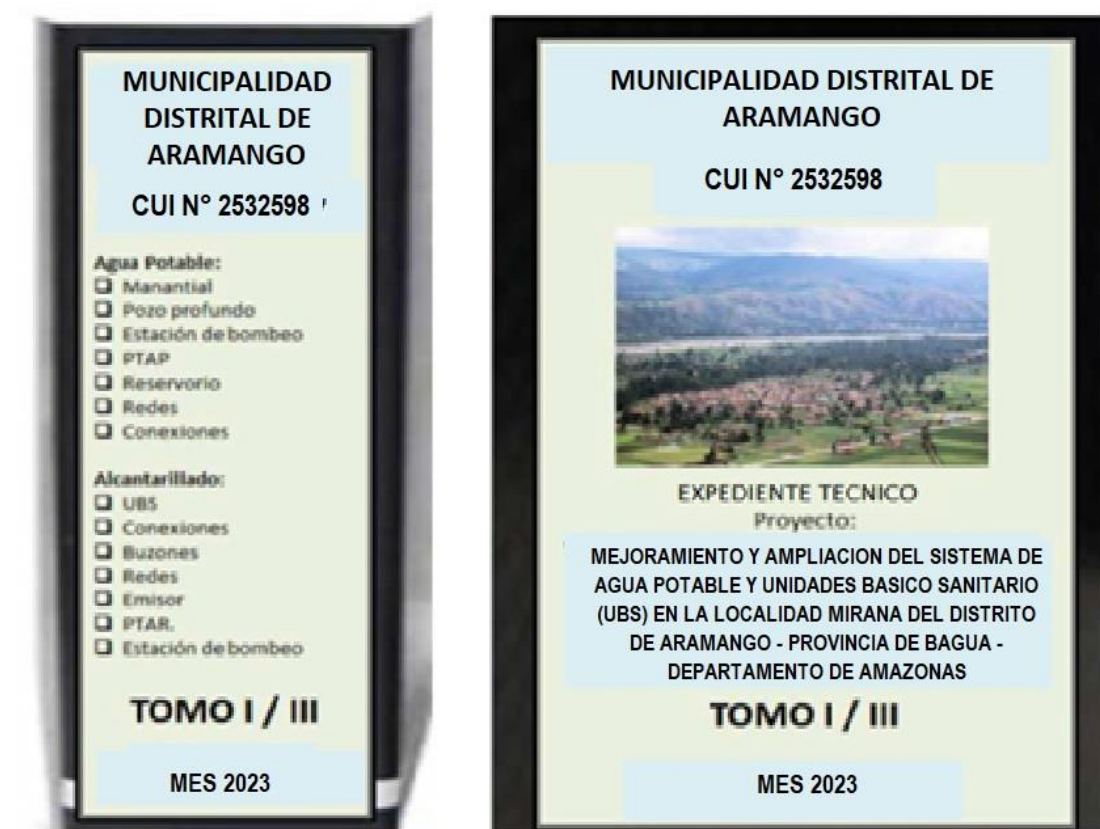 MUNICIPALIDAD
DISTRITAL DE
ARAMANGO
CUI N° 2532598
Agua Potable:
❑ Manantial
❑ Pozo profundo
❑ Estación de bombeo
❑ PTAP
❑ Reservorio
❑ Redes
❑ Conexiones
Alcantarillado:
❑ UBS
❑ Conexiones
❑ Buzones
❑ Redes
❑ Emisor
❑ PTAR.
❑ Estación de bombeo
TOMO I / III
MES 2023
MUNICIPALIDAD DISTRITAL DE
ARAMANGO
CUI N° 2532598
EXPEDIENTE TECNICO
Proyecto:
MEJORAMIENTO Y AMPLIACION DEL SISTEMA DE
AGUA POTABLE Y UNIDADES BASICO SANITARIO
(UBS) EN LA LOCALIDAD MIRANA DEL DISTRITO
DE ARAMANGO - PROVINCIA DE BAGUA -
DEPARTAMENTO DE AMAZONAS
TOMO I / III
MES 2023